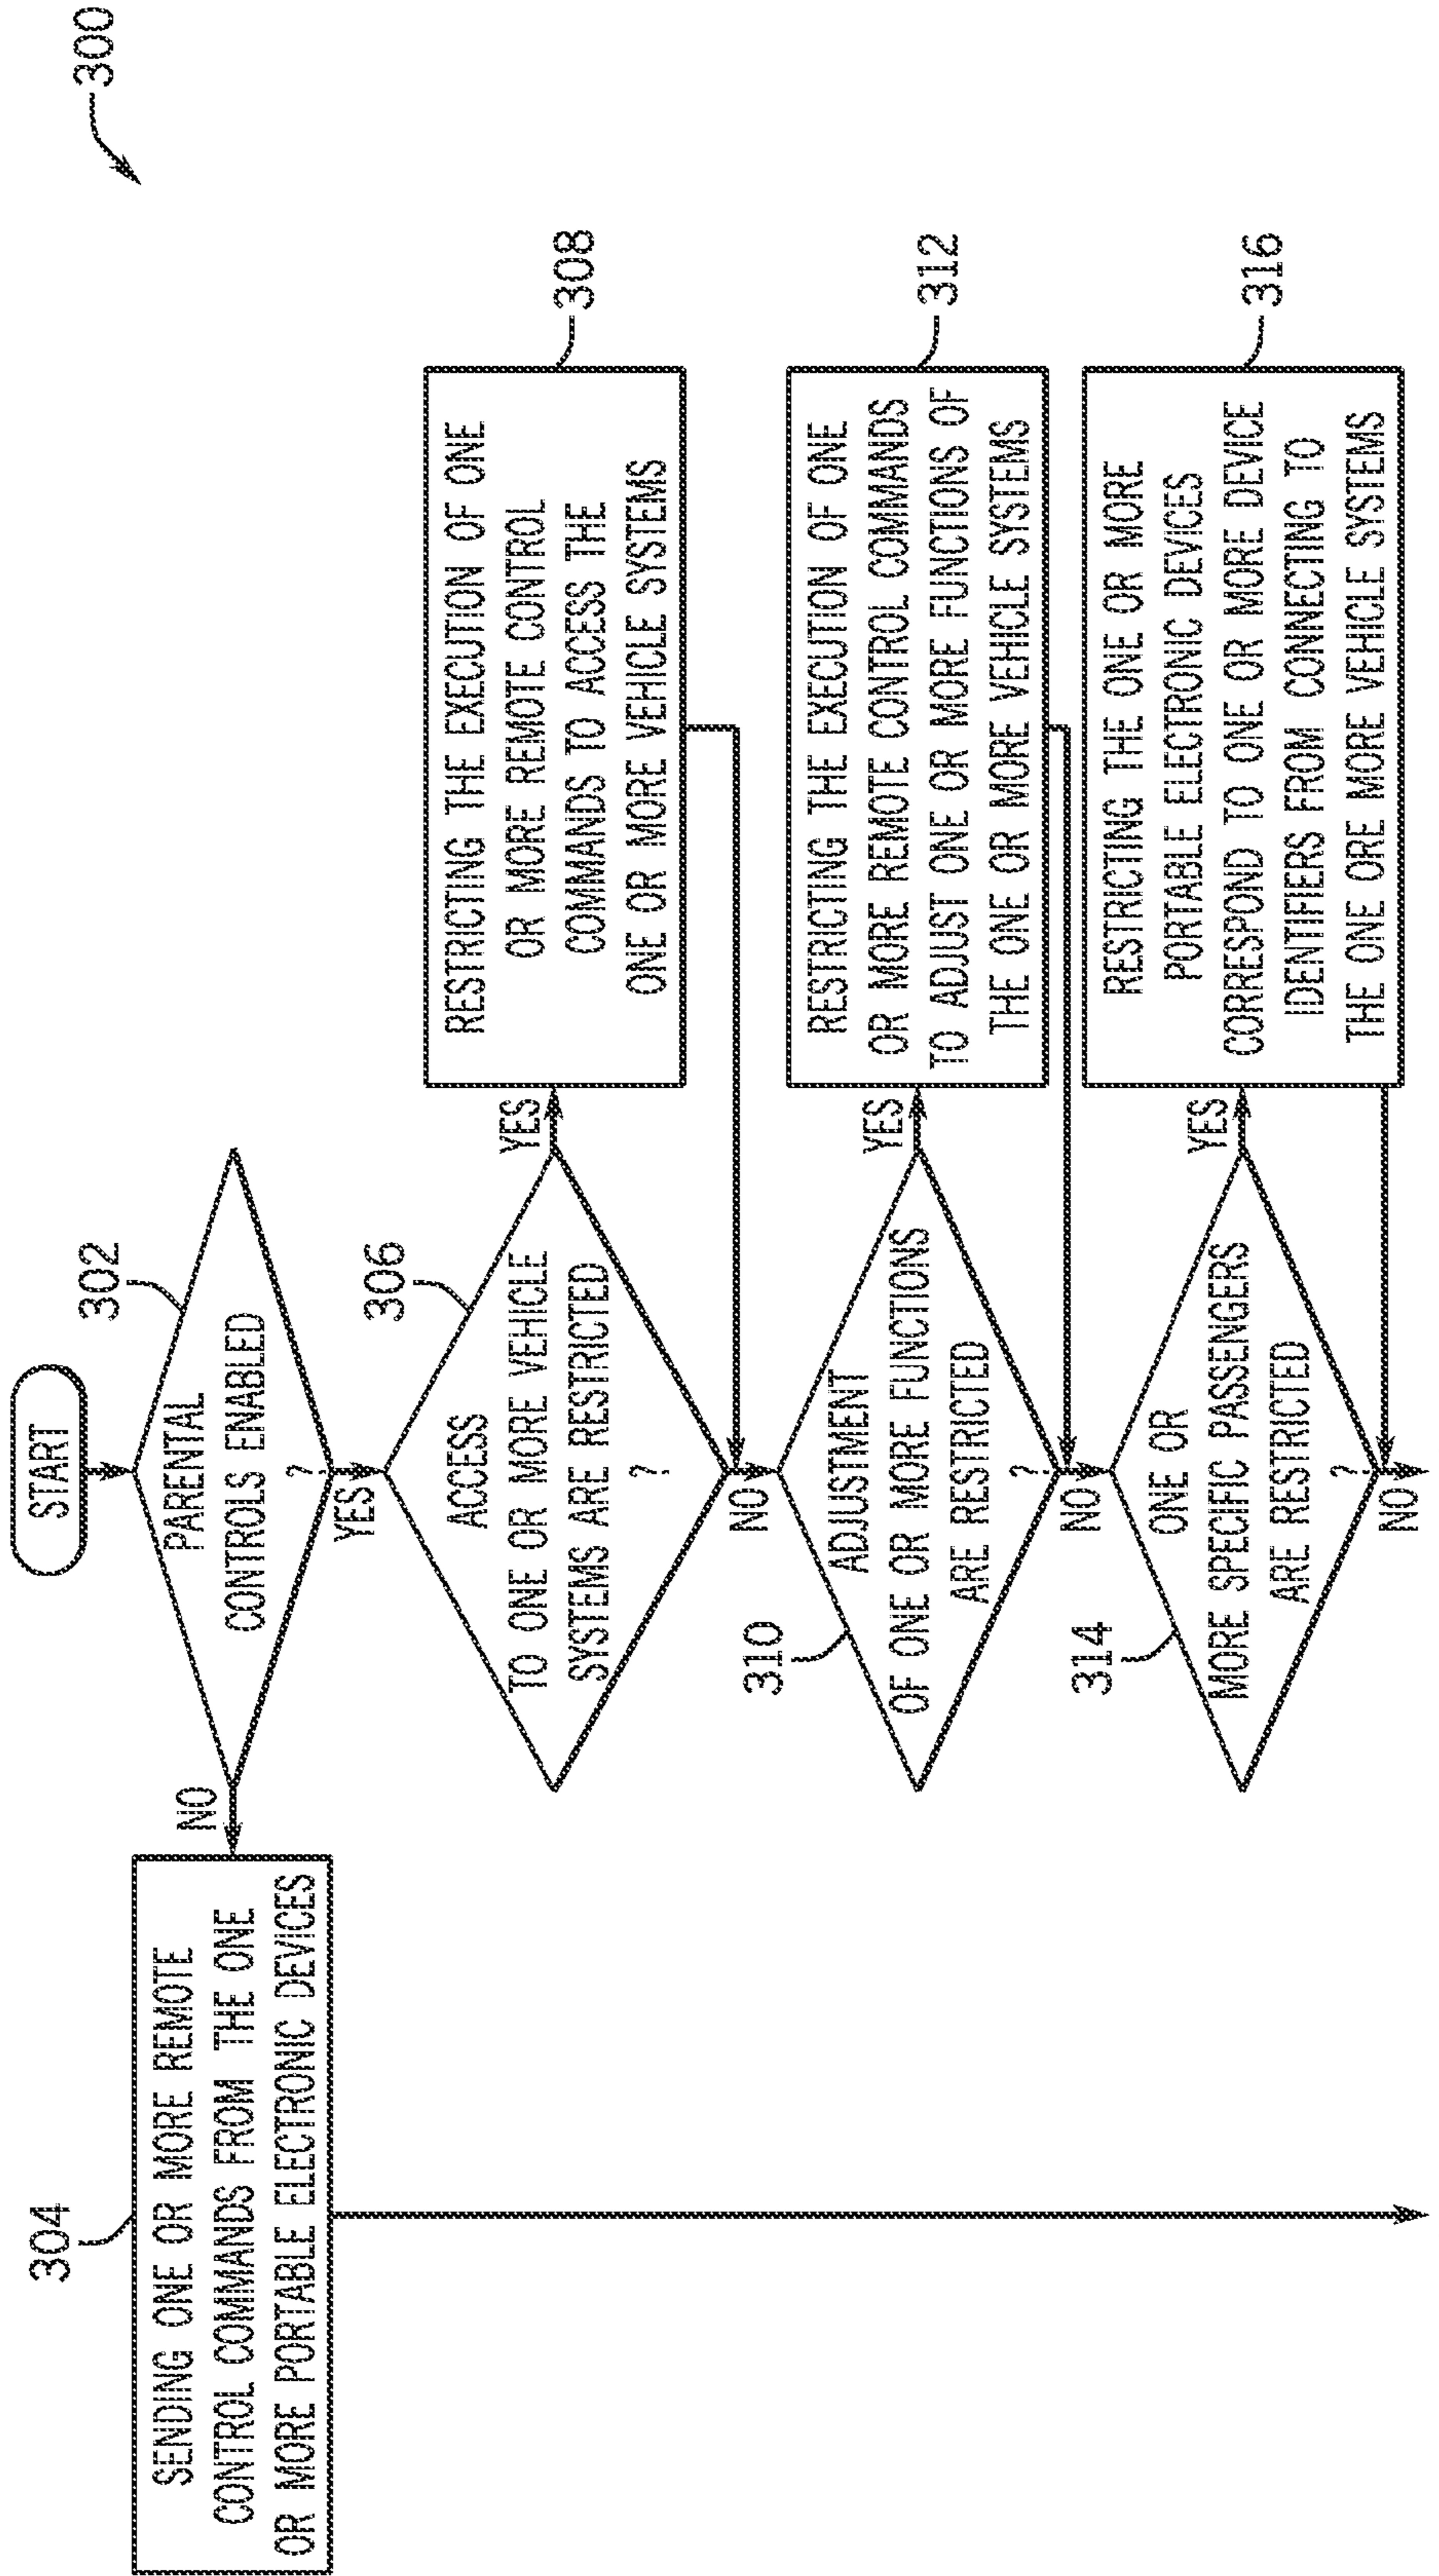 300
START
302
PARENTAL
CONTROLS ENABLED
?
NO
YES
304
SENDING ONE OR MORE REMOTE
CONTROL COMMANDS FROM THE ONE
OR MORE PORTABLE ELECTRONIC DEVICES
306
ACCESS
TO ONE OR MORE VEHICLE
SYSTEMS ARE RESTRICTED
?
YES
NO
308
RESTRICTING THE EXECUTION OF ONE
OR MORE REMOTE CONTROL
COMMANDS TO ACCESS THE
ONE OR MORE VEHICLE SYSTEMS
310
ADJUSTMENT
OF ONE OR MORE FUNCTIONS
ARE RESTRICTED
?
YES
NO
312
RESTRICTING THE EXECUTION OF ONE
OR MORE REMOTE CONTROL COMMANDS
TO ADJUST ONE OR MORE FUNCTIONS OF
THE ONE OR MORE VEHICLE SYSTEMS
314
ONE OR
MORE SPECIFIC PASSENGERS
ARE RESTRICTED
?
YES
NO
316
RESTRICTING THE ONE OR MORE
PORTABLE ELECTRONIC DEVICES
CORRESPOND TO ONE OR MORE DEVICE
IDENTIFIERS FROM CONNECTING TO
THE ONE ORE MORE VEHICLE SYSTEMS